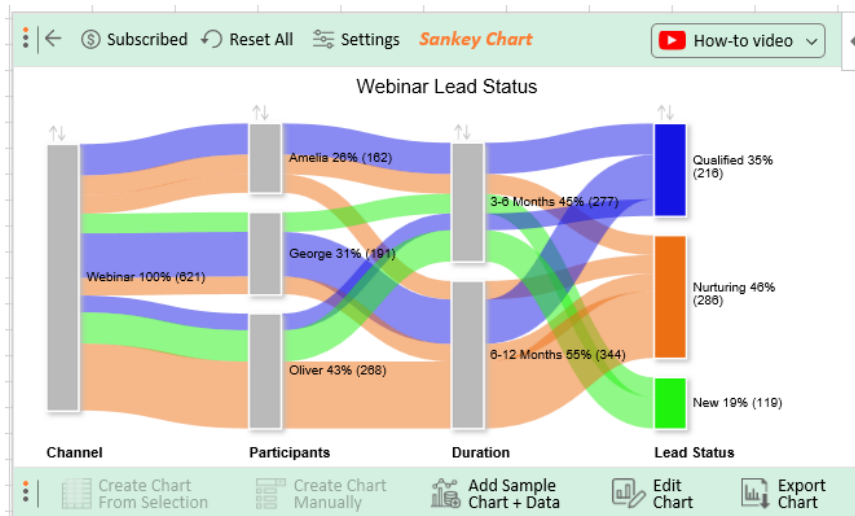 Subscribed
Reset All
Settings
Sankey Chart
How-to video
Webinar Lead Status
Amelia 26% (162)
Qualified 35%
(216)
3-6 Months 45% (277)
George 31% (191)
Webinar 100% (621)
Nurturing 46%
(286)
6-12 Months 55% (344)
Oliver 43% (268)
New 19% (119)
Channel
Participants
Duration
Lead Status
Create Chart
From Selection
Create Chart
Manually
Add Sample
Chart + Data
Edit
Chart
Export
Chart